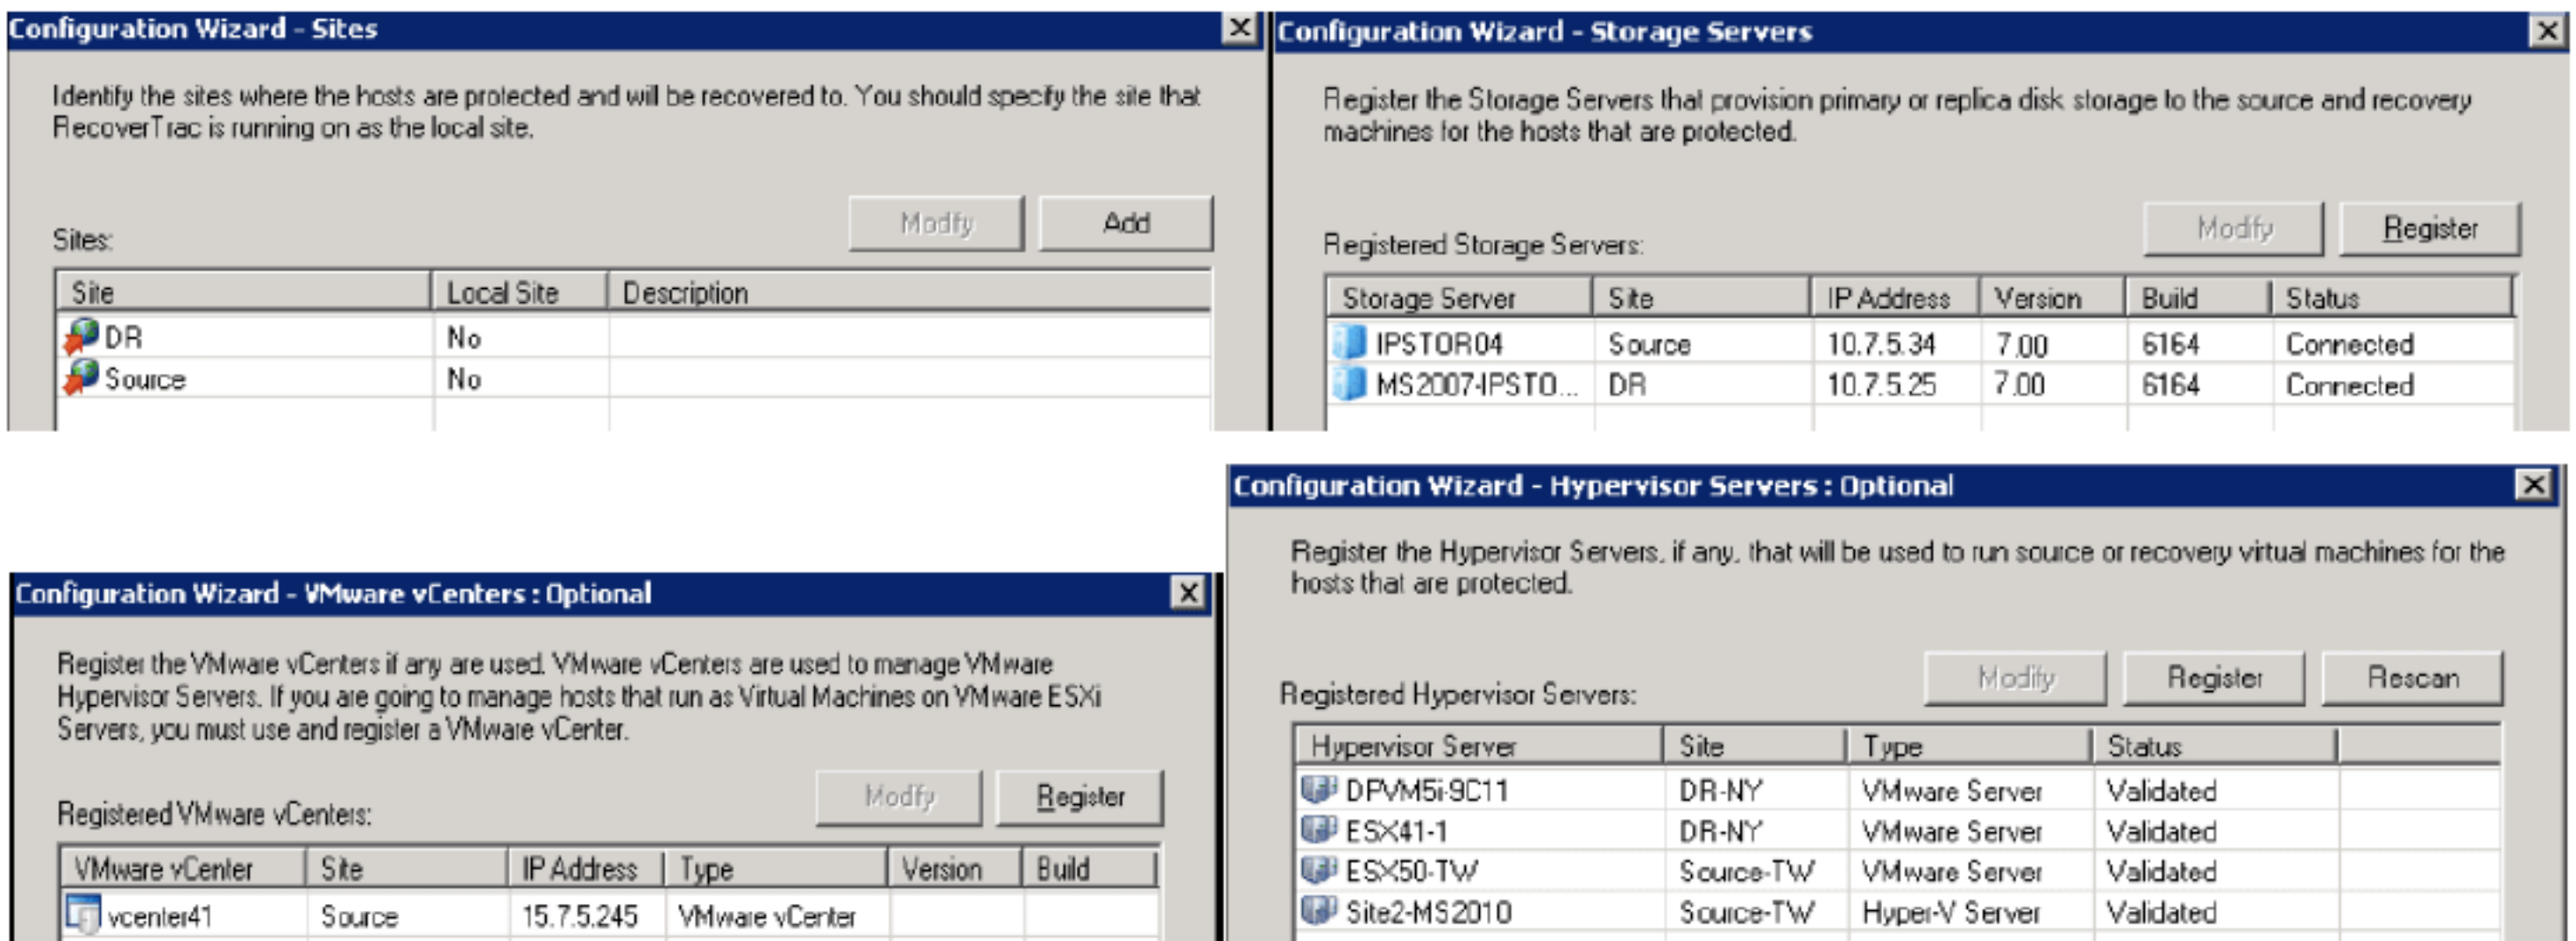 Configuration Wizard - Sites
Identify the sites where the hosts are protected and will be recovered to. You should specify the site that
RecoverTrac is running on as the local site.
Modify Add
Sites:
Site Local Site Description
DR No
Source No
Configuration Wizard - Storage Servers
Register the Storage Servers that provision primary or replica disk storage to the source and recovery
machines for the hosts that are protected.
Modify Register
Registered Storage Servers:
Storage Server Site IP Address Version Build Status
IPSTOR04 Source 10.7.5.34 7.00 6164 Connected
MS2007-IPSTO... DR 10.7.5.25 7.00 6164 Connected
Configuration Wizard - VMware vCenters : Optional
Register the VMware vCenters if any are used. VMware vCenters are used to manage VMware
Hypervisor Servers. If you are going to manage hosts that run as Virtual Machines on VMware ESXi
Servers, you must use and register a VMware vCenter.
Modify Register
Registered VMware vCenters:
VMware vCenter Site IP Address Type Version Build
vcenter41 Source 15.7.5.245 VMware vCenter
Configuration Wizard - Hypervisor Servers : Optional
Register the Hypervisor Servers, if any, that will be used to run source or recovery virtual machines for the
hosts that are protected.
Modify Register Rescan
Registered Hypervisor Servers:
Hypervisor Server Site Type Status
DPVM5i-9C11 DR-NY VMware Server Validated
ESX41-1 DR-NY VMware Server Validated
ESX50-TW Source-TW VMware Server Validated
Site2-MS2010 Source-TW Hyper-V Server Validated